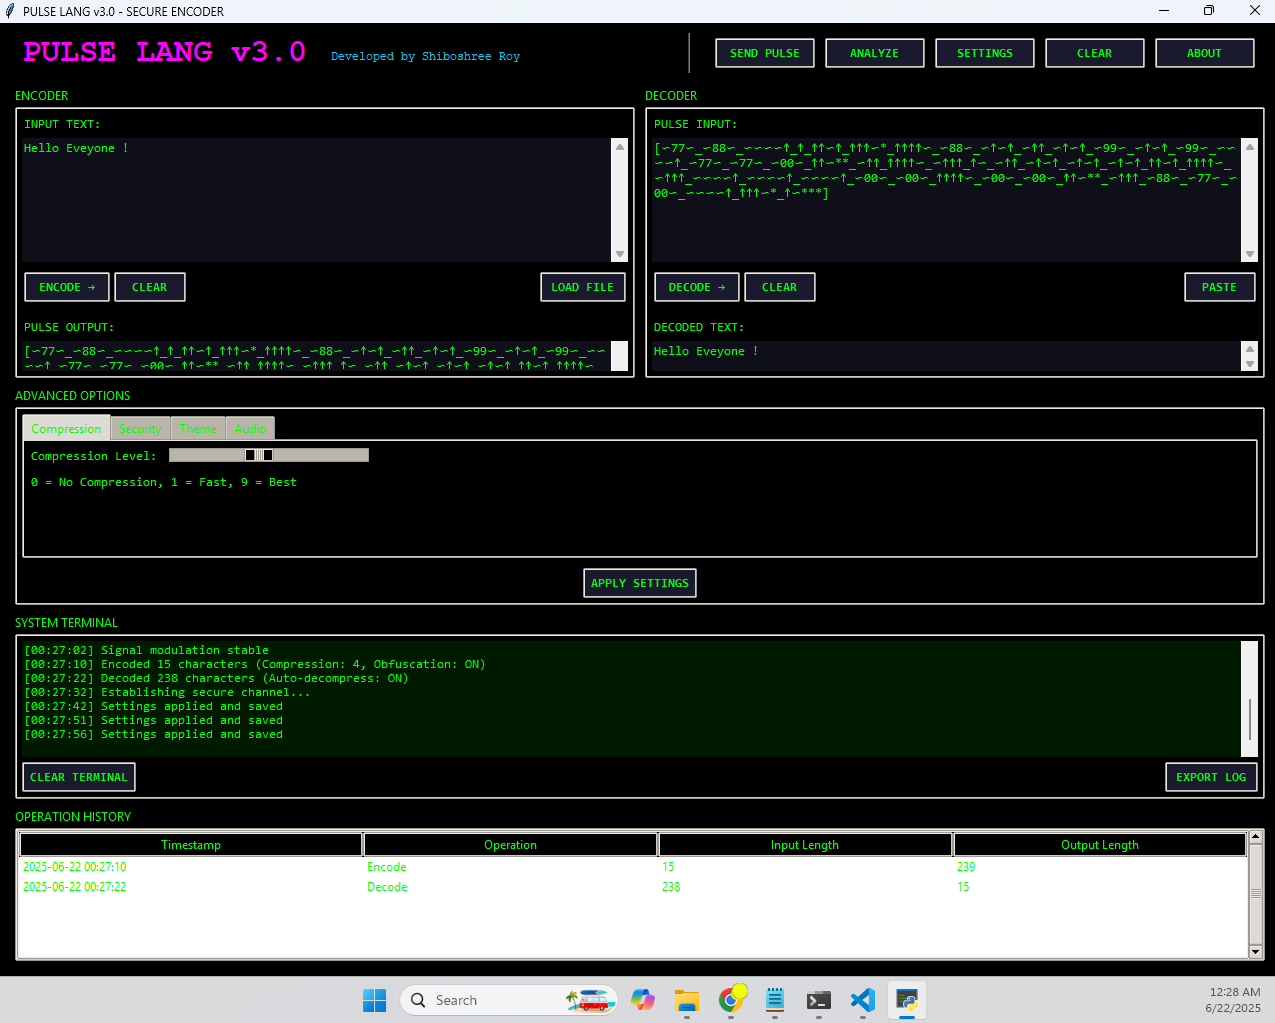 PULSE LANG v3.0 - SECURE ENCODER
PULSE LANG v3.0 Developed by Shiboshree Roy
SEND PULSE ANALYZE SETTINGS CLEAR ABOUT
ENCODER
INPUT TEXT:
Hello Eveyone !
ENCODE → CLEAR LOAD FILE
PULSE OUTPUT:
[~77~_~88~_~~~~↑_↑_↑↑~↑_↑↑↑~*_↑↑↑↑~_~88~_~↑~↑_~↑↑_~↑~↑_~99~_~↑~↑_~99~_~~
~~↑_~77~_~77~_~00~_↑↑~**_~↑↑_↑↑↑↑~_~↑↑↑_↑~_~↑↑_~↑~↑_~↑~↑_~↑~↑_↑↑~↑_↑↑↑↑~
DECODER
PULSE INPUT:
[~77~_~88~_~~~~↑_↑_↑↑~↑_↑↑↑~*_↑↑↑↑~_~88~_~↑~↑_~↑↑_~↑~↑_~99~_~↑~↑_~99~_~~
~~↑_~77~_~77~_~00~_↑↑~**_~↑↑_↑↑↑↑~_~↑↑↑_↑~_~↑↑_~↑~↑_~↑~↑_~↑~↑_↑↑~↑_↑↑↑↑~_
~↑↑↑_~~~~↑_~~~~↑_~~~~↑_~00~_~00~_↑↑↑↑~_~00~_~00~_↑↑~**_~↑↑↑_~88~_~77~_~
00~_~~~~↑_↑↑↑~*_↑~***]
DECODE → CLEAR PASTE
DECODED TEXT:
Hello Eveyone !
ADVANCED OPTIONS
Compression Security Theme Audio
Compression Level:
0 = No Compression, 1 = Fast, 9 = Best
APPLY SETTINGS
SYSTEM TERMINAL
[00:27:02] Signal modulation stable
[00:27:10] Encoded 15 characters (Compression: 4, Obfuscation: ON)
[00:27:22] Decoded 238 characters (Auto-decompress: ON)
[00:27:32] Establishing secure channel...
[00:27:42] Settings applied and saved
[00:27:51] Settings applied and saved
[00:27:56] Settings applied and saved
CLEAR TERMINAL EXPORT LOG
OPERATION HISTORY
Timestamp Operation Input Length Output Length
2025-06-22 00:27:10 Encode 15 239
2025-06-22 00:27:22 Decode 238 15
Search
12:28 AM
6/22/2025